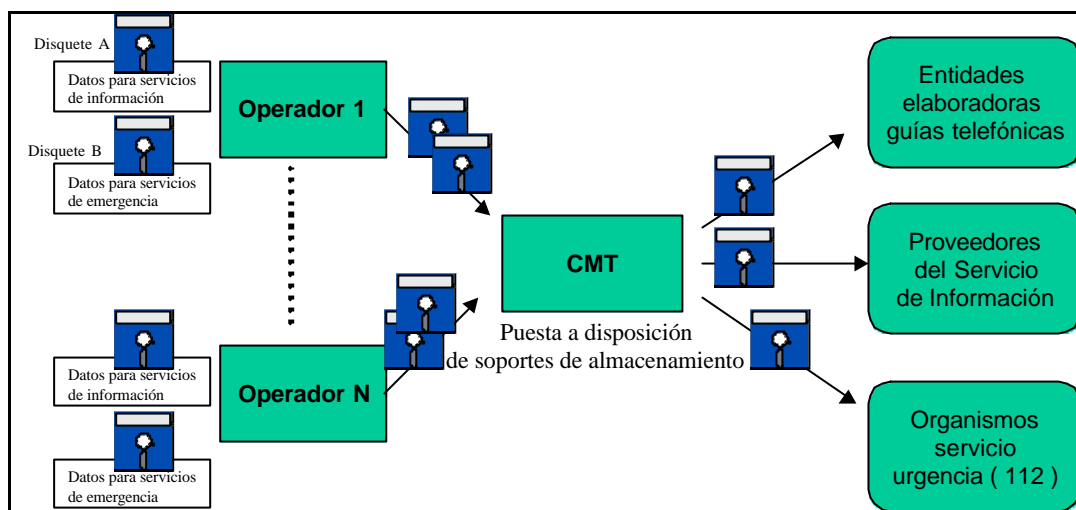 Disquete A
Datos para servicios
de información
Disquete B
Datos para servicios
de emergencia
Operador 1
Datos para servicios
de información
Datos para servicios
de emergencia
Operador N
CMT
Puesta a disposición
de soportes de almacenamiento
Entidades
elaboradoras
guías telefónicas
Proveedores
del Servicio
de Información
Organismos
servicio
urgencia ( 112 )